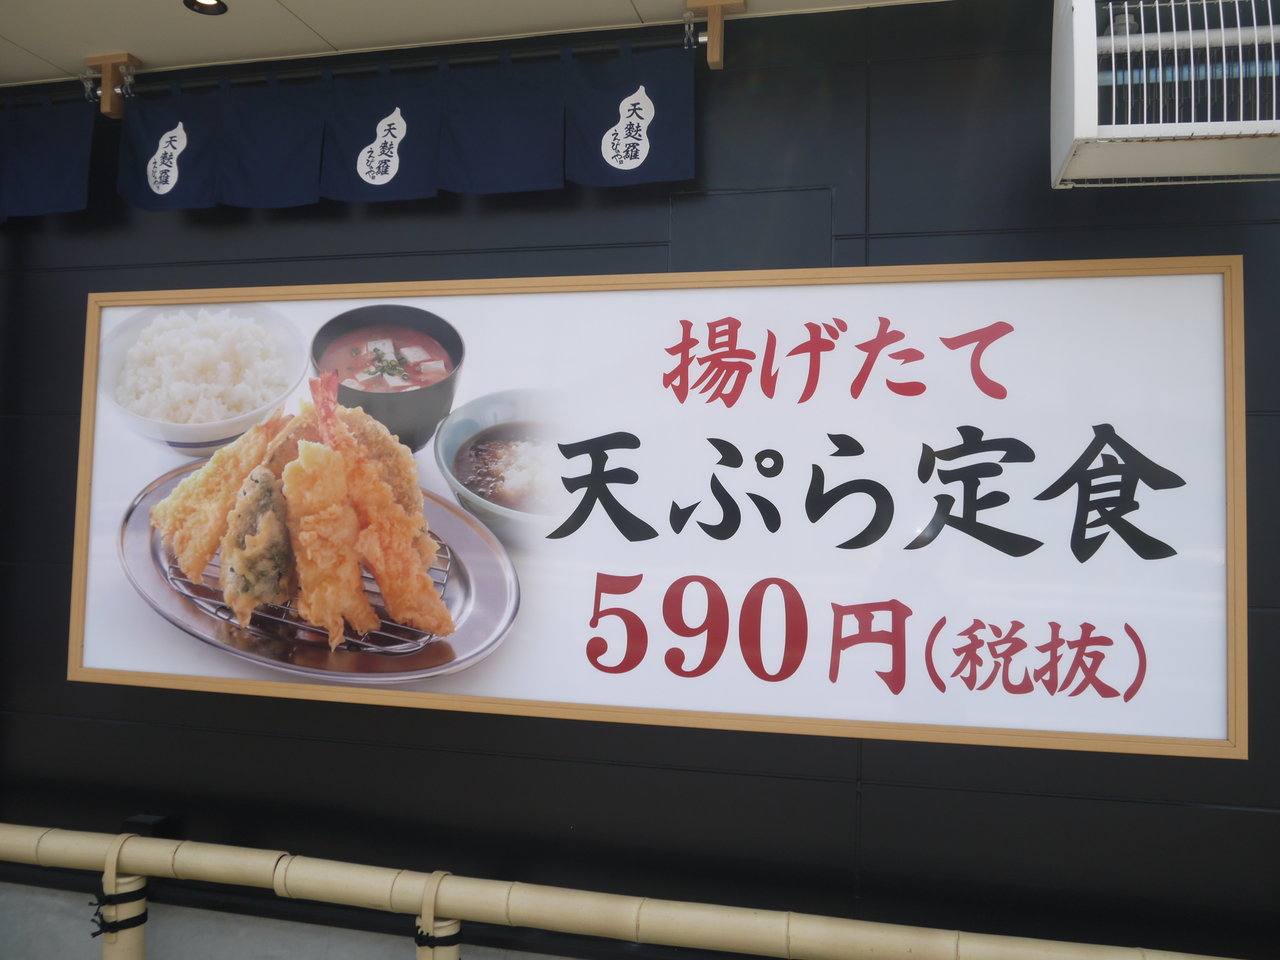 天麩羅
えびのや
天麩羅
えびのや
天麩羅
えびのや
揚げたて
天ぷら定食
590円(税抜)